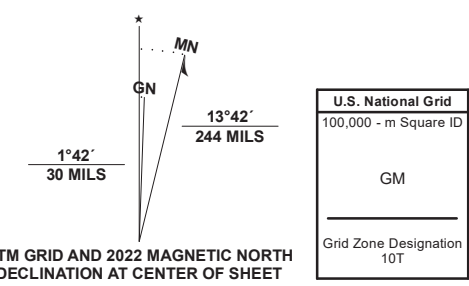 ★
MN
GN
1°42´
30 MILS
13°42´
244 MILS
TM GRID AND 2022 MAGNETIC NORTH
DECLINATION AT CENTER OF SHEET
U.S. National Grid
100,000 - m Square ID
GM
Grid Zone Designation
10T